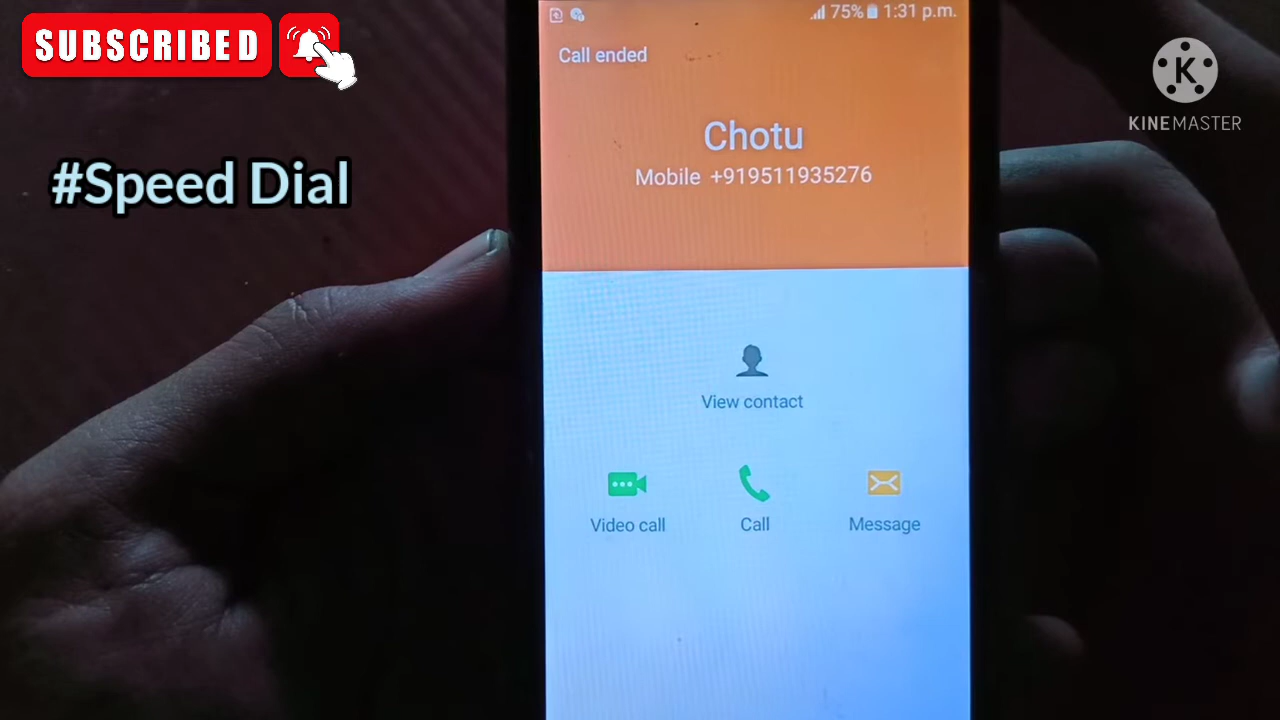 SUBSCRIBED
75% 1:31 p.m.
Call ended
KINEMASTER
Chotu
Mobile +919511935276
#Speed Dial
View contact
Video call Call Message